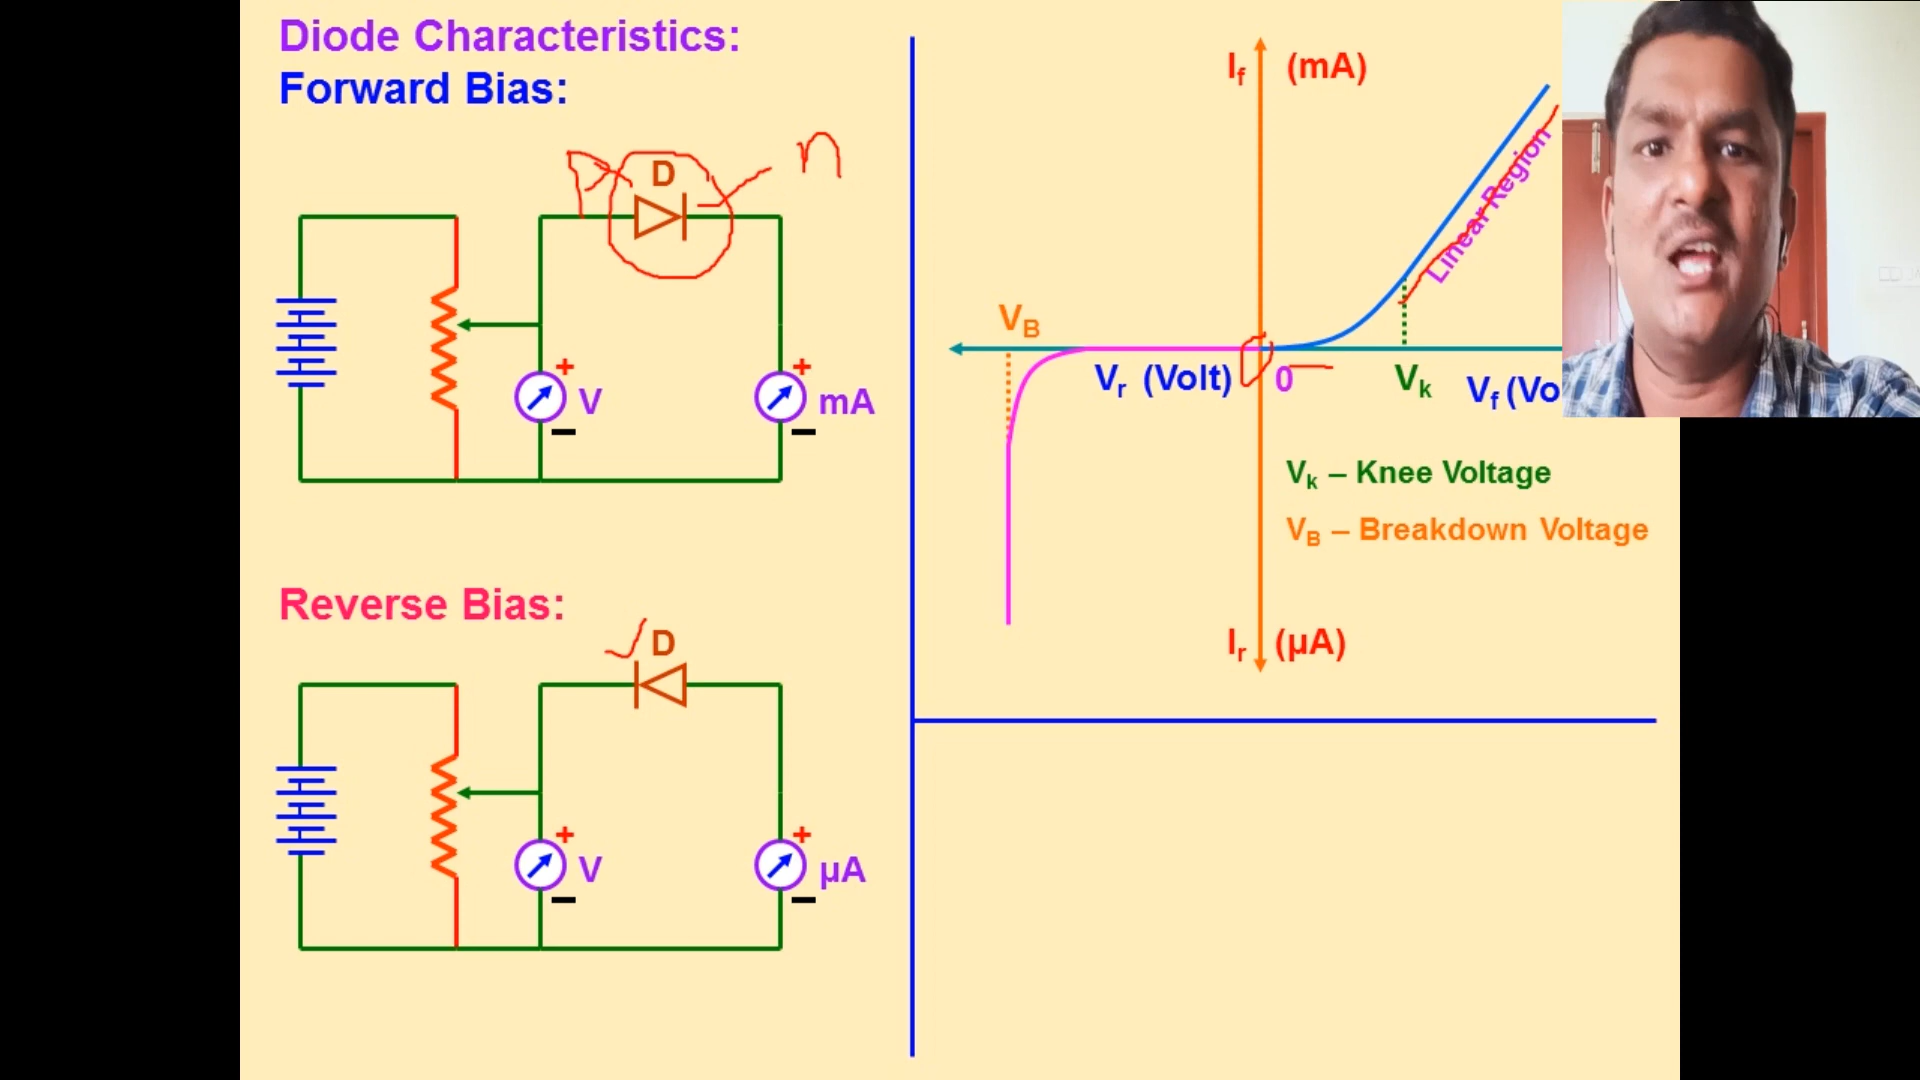 Diode Characteristics:
Forward Bias:
P
D
n
+
V
−
+
mA
−
Reverse Bias:
D
+
V
−
+
µA
−
If (mA)
Linear Region
VB
Vr (Volt)
0
Vk
Vf (Vo
Vk – Knee Voltage
VB – Breakdown Voltage
Ir (µA)